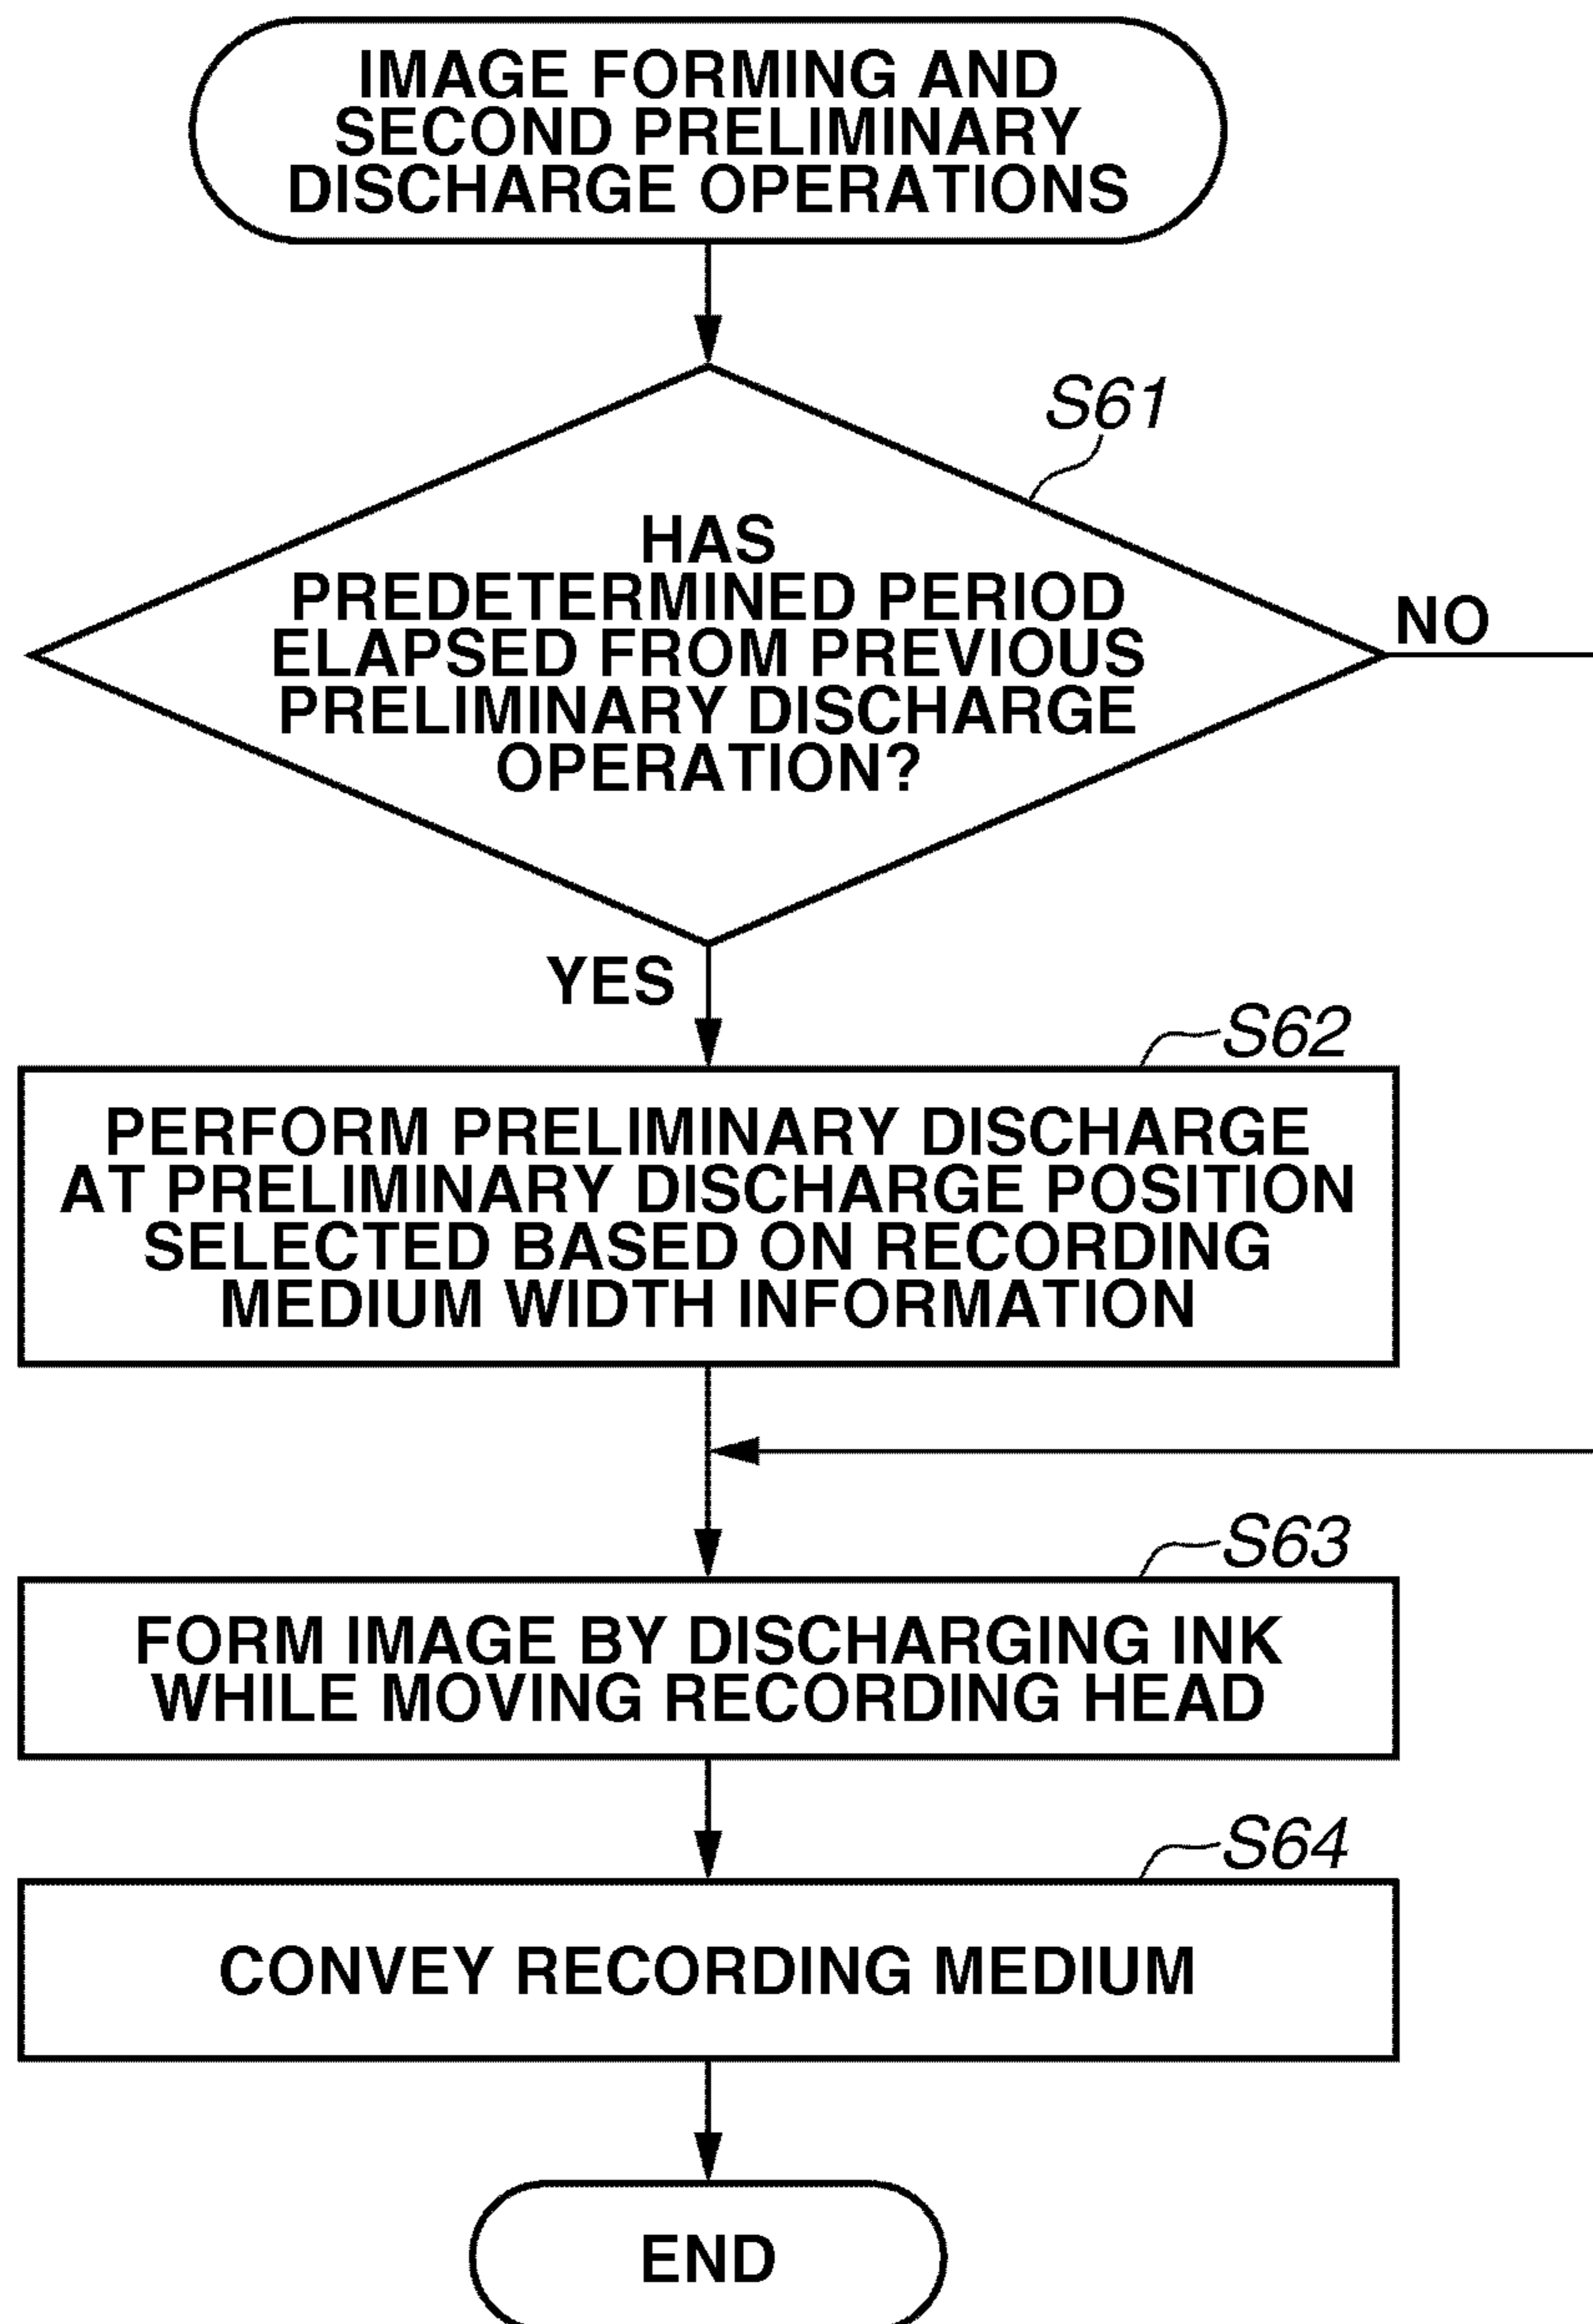 IMAGE FORMING AND
SECOND PRELIMINARY
DISCHARGE OPERATIONS
S61
HAS
PREDETERMINED PERIOD
ELAPSED FROM PREVIOUS
PRELIMINARY DISCHARGE
OPERATION?
NO
YES
S62
PERFORM PRELIMINARY DISCHARGE
AT PRELIMINARY DISCHARGE POSITION
SELECTED BASED ON RECORDING
MEDIUM WIDTH INFORMATION
S63
FORM IMAGE BY DISCHARGING INK
WHILE MOVING RECORDING HEAD
S64
CONVEY RECORDING MEDIUM
END